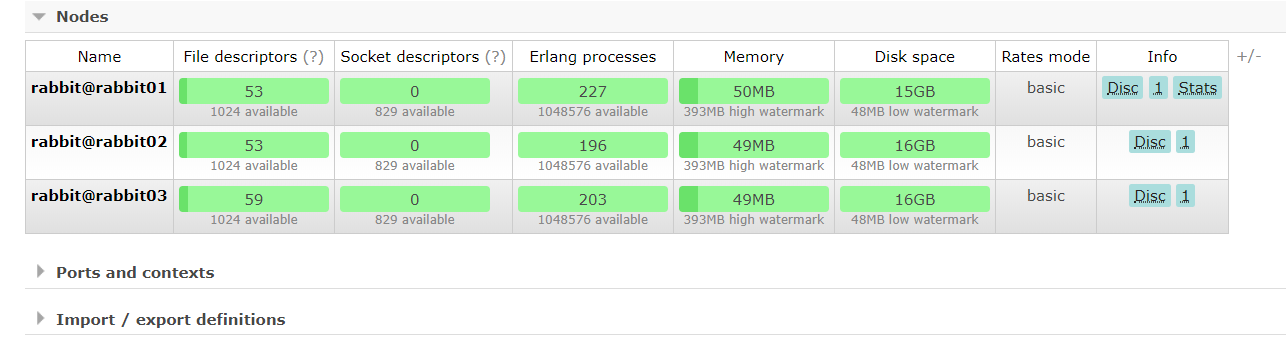 Nodes
Name File descriptors (?) Socket descriptors (?) Erlang processes Memory Disk space Rates mode Info +/-
rabbit@rabbit01 53 0 227 50MB 15GB basic Disc 1 Stats
1024 available 829 available 1048576 available 393MB high watermark 48MB low watermark
rabbit@rabbit02 53 0 196 49MB 16GB basic Disc 1
1024 available 829 available 1048576 available 393MB high watermark 48MB low watermark
rabbit@rabbit03 59 0 203 49MB 16GB basic Disc 1
1024 available 829 available 1048576 available 393MB high watermark 48MB low watermark
Ports and contexts
Import / export definitions